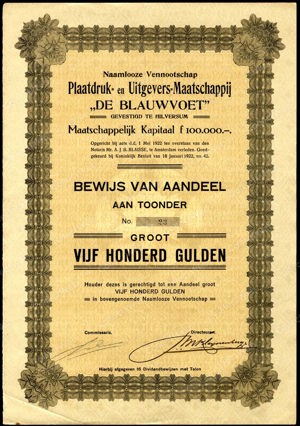 Naamlooze Vennootschap
Plaatdruk- en Uitgevers-Maatschappij
„DE BLAUWVOET"
GEVESTIGD TE HILVERSUM
Maatschappelijk Kapitaal f 100.000.—,
Opgericht bij acte d.d. 1 Mei 1922 ten overstaan van den
Notaris Mr. A. J. B. BLAISSE, te Amsterdam verleden. Goed-
gekeurd bij Koninklijk Besluit van 18 januari 1922, no. 42.
BEWIJS VAN AANDEEL
AAN TOONDER
No.
GROOT
VIJF HONDERD GULDEN
Houder dezes is gerechtigd tot een Aandeel groot
VIJF HONDERD GULDEN
in bovengenoemde Naamlooze Vennootschap
Commissaris. Directeur.
Hierbij afgegeven 15 Dividendbewijzen met Talon